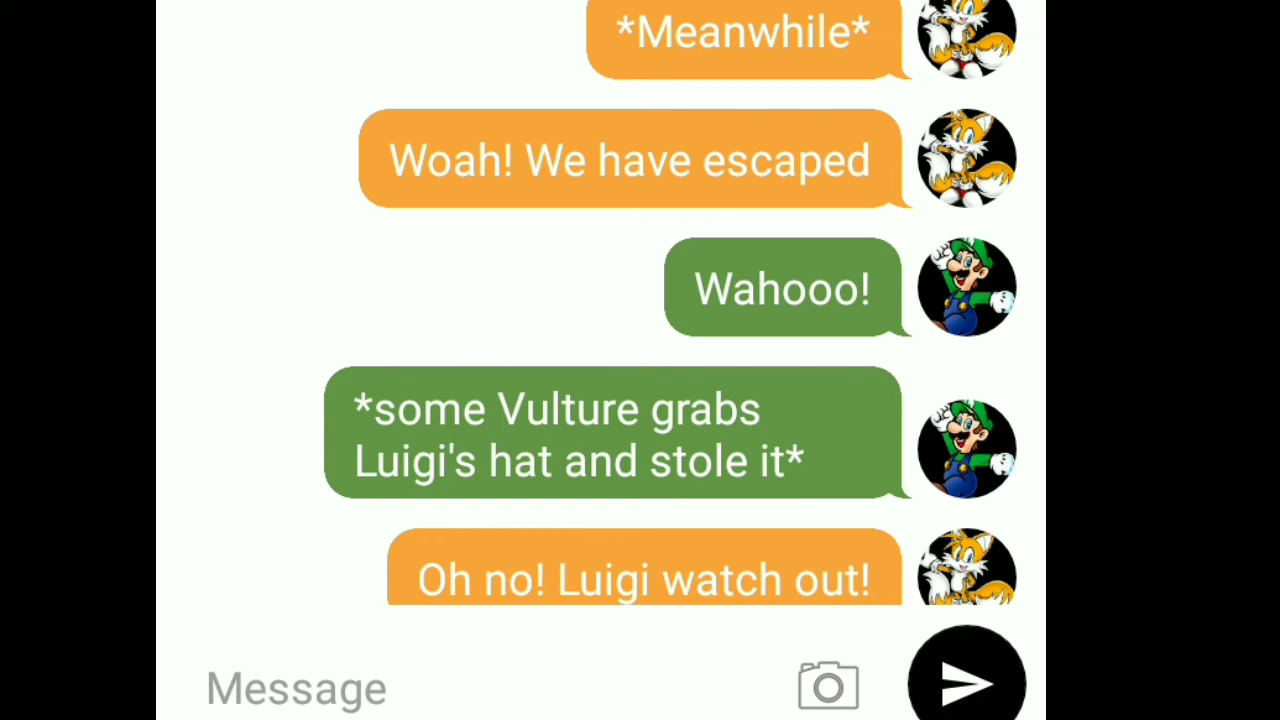 *Meanwhile*
Woah! We have escaped
Wahooo!
*some Vulture grabs
Luigi's hat and stole it*
Oh no! Luigi watch out!
Message